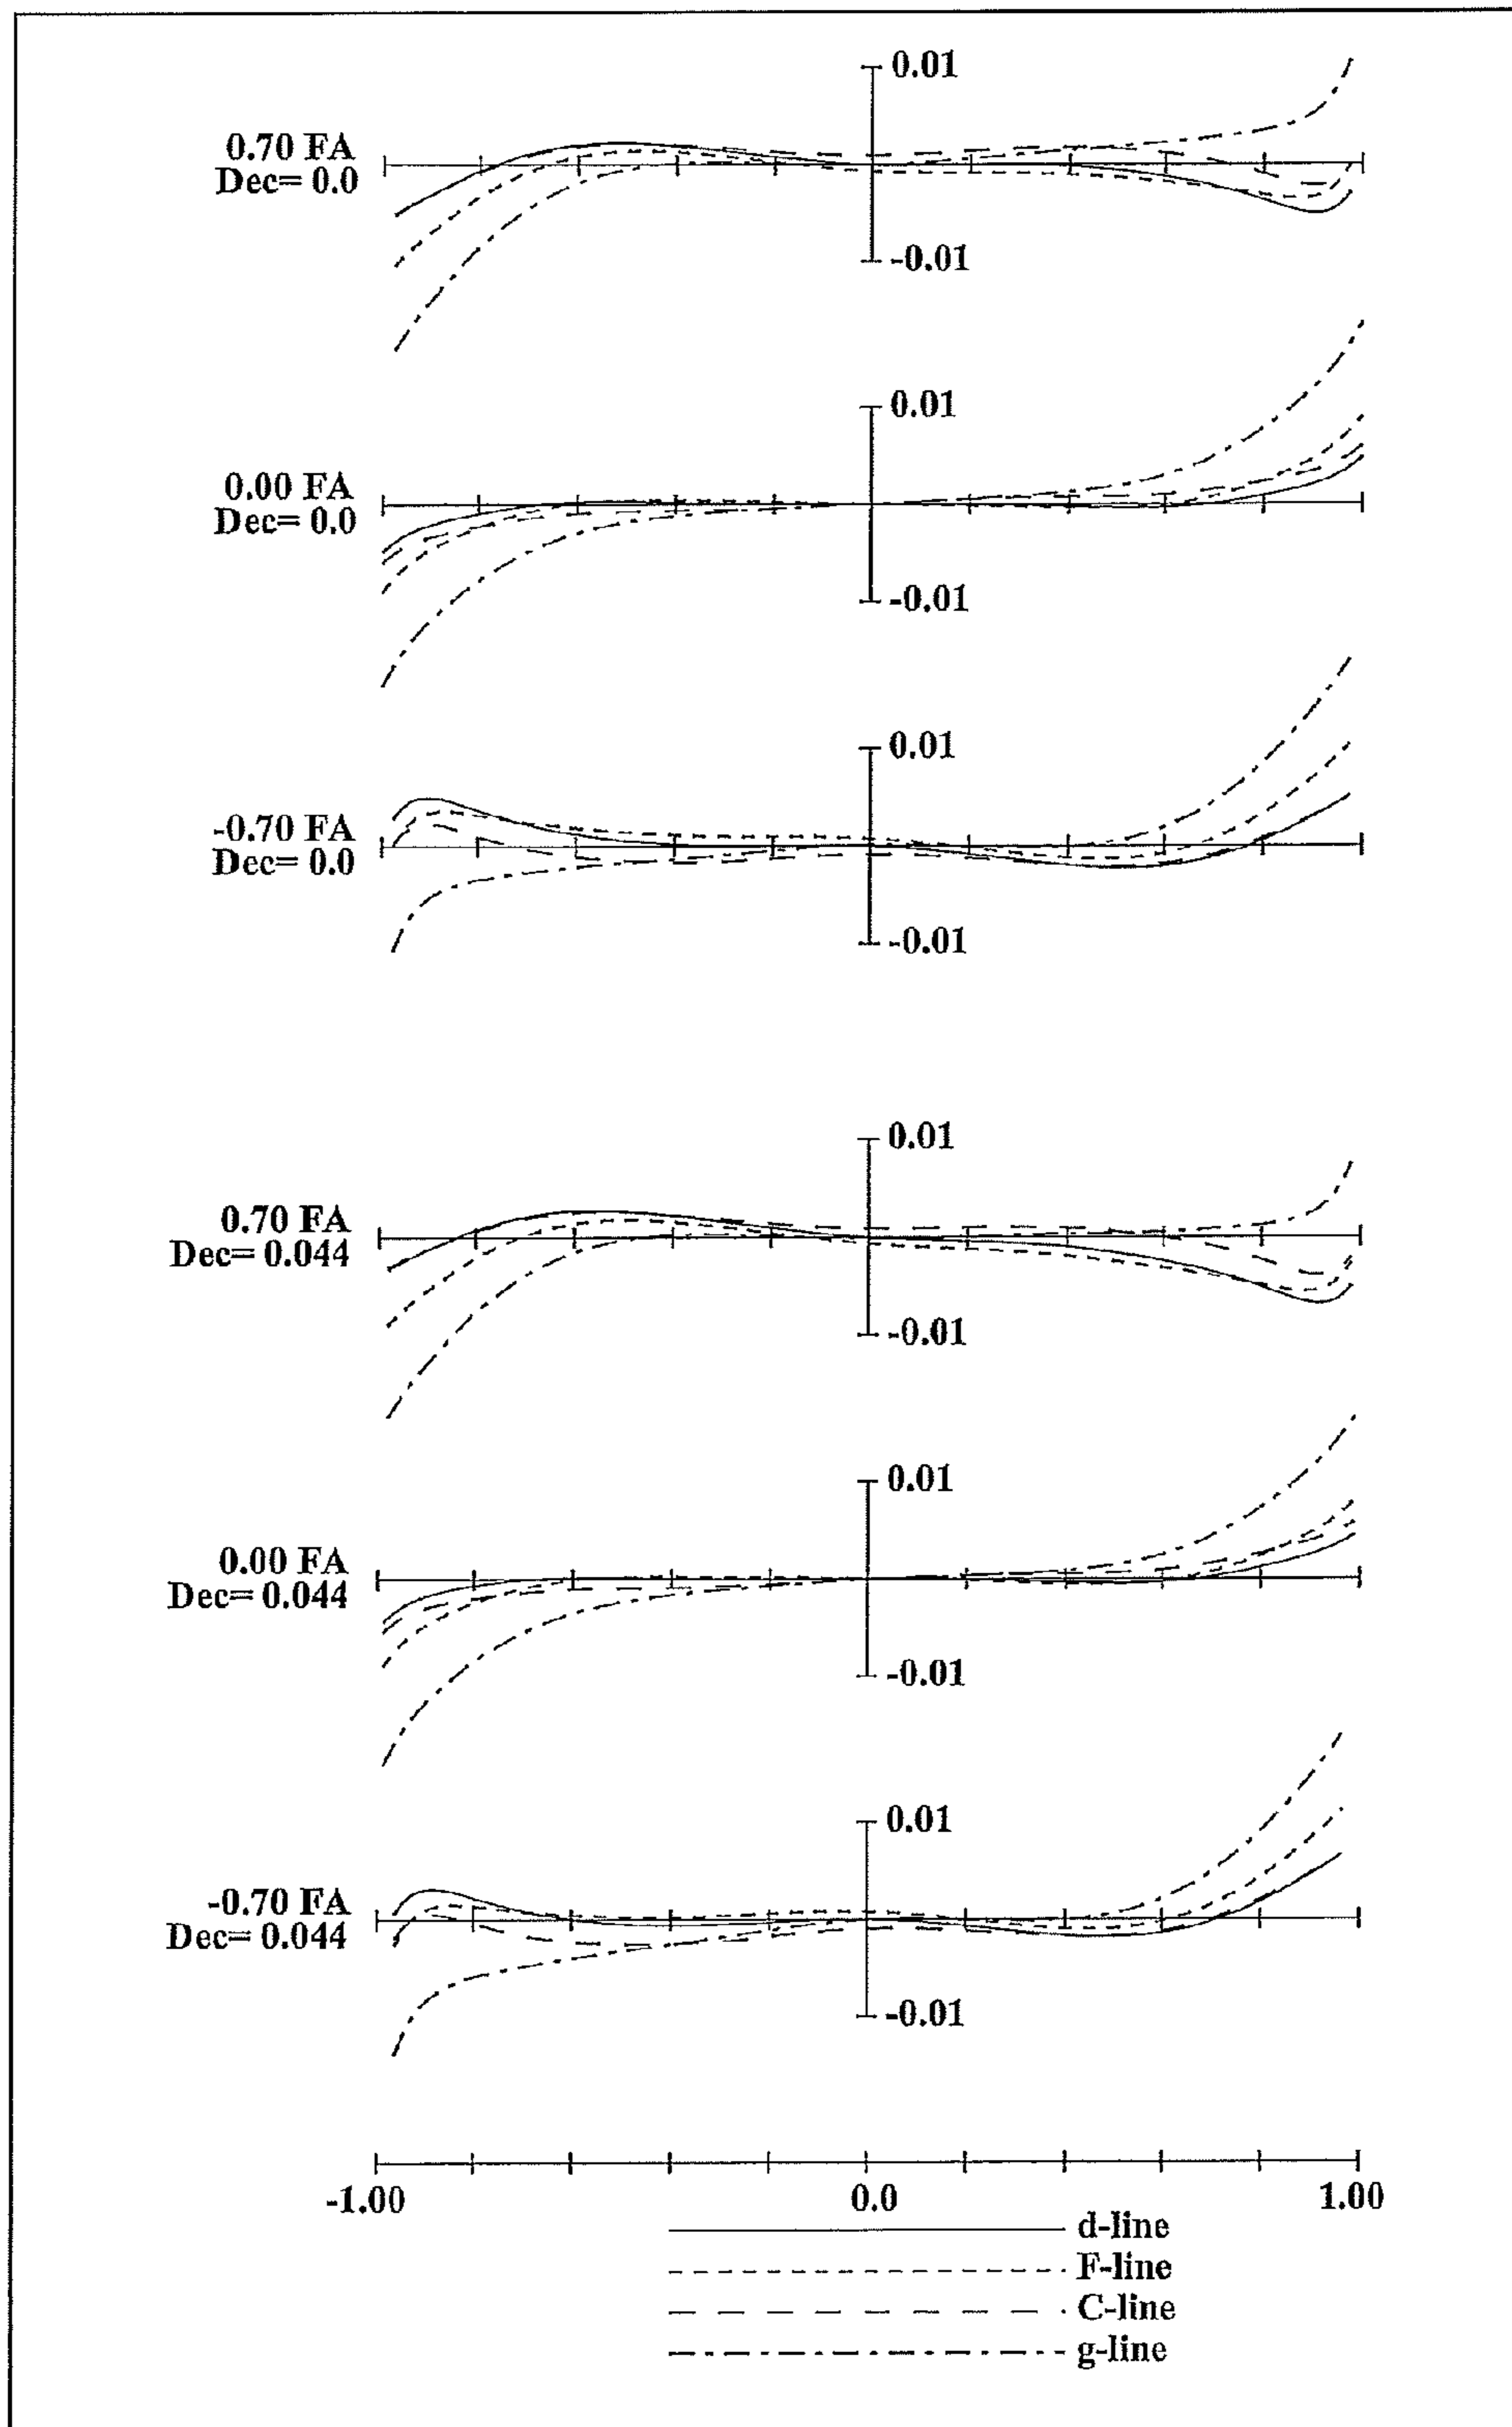 0.01
0.70 FA
Dec= 0.0
-0.01
0.01
0.00 FA
Dec= 0.0
-0.01
0.01
-0.70 FA
Dec= 0.0
-0.01
0.01
0.70 FA
Dec= 0.044
-0.01
0.01
0.00 FA
Dec= 0.044
-0.01
0.01
-0.70 FA
Dec= 0.044
-0.01
-1.00 0.0 1.00
d-line
F-line
C-line
g-line